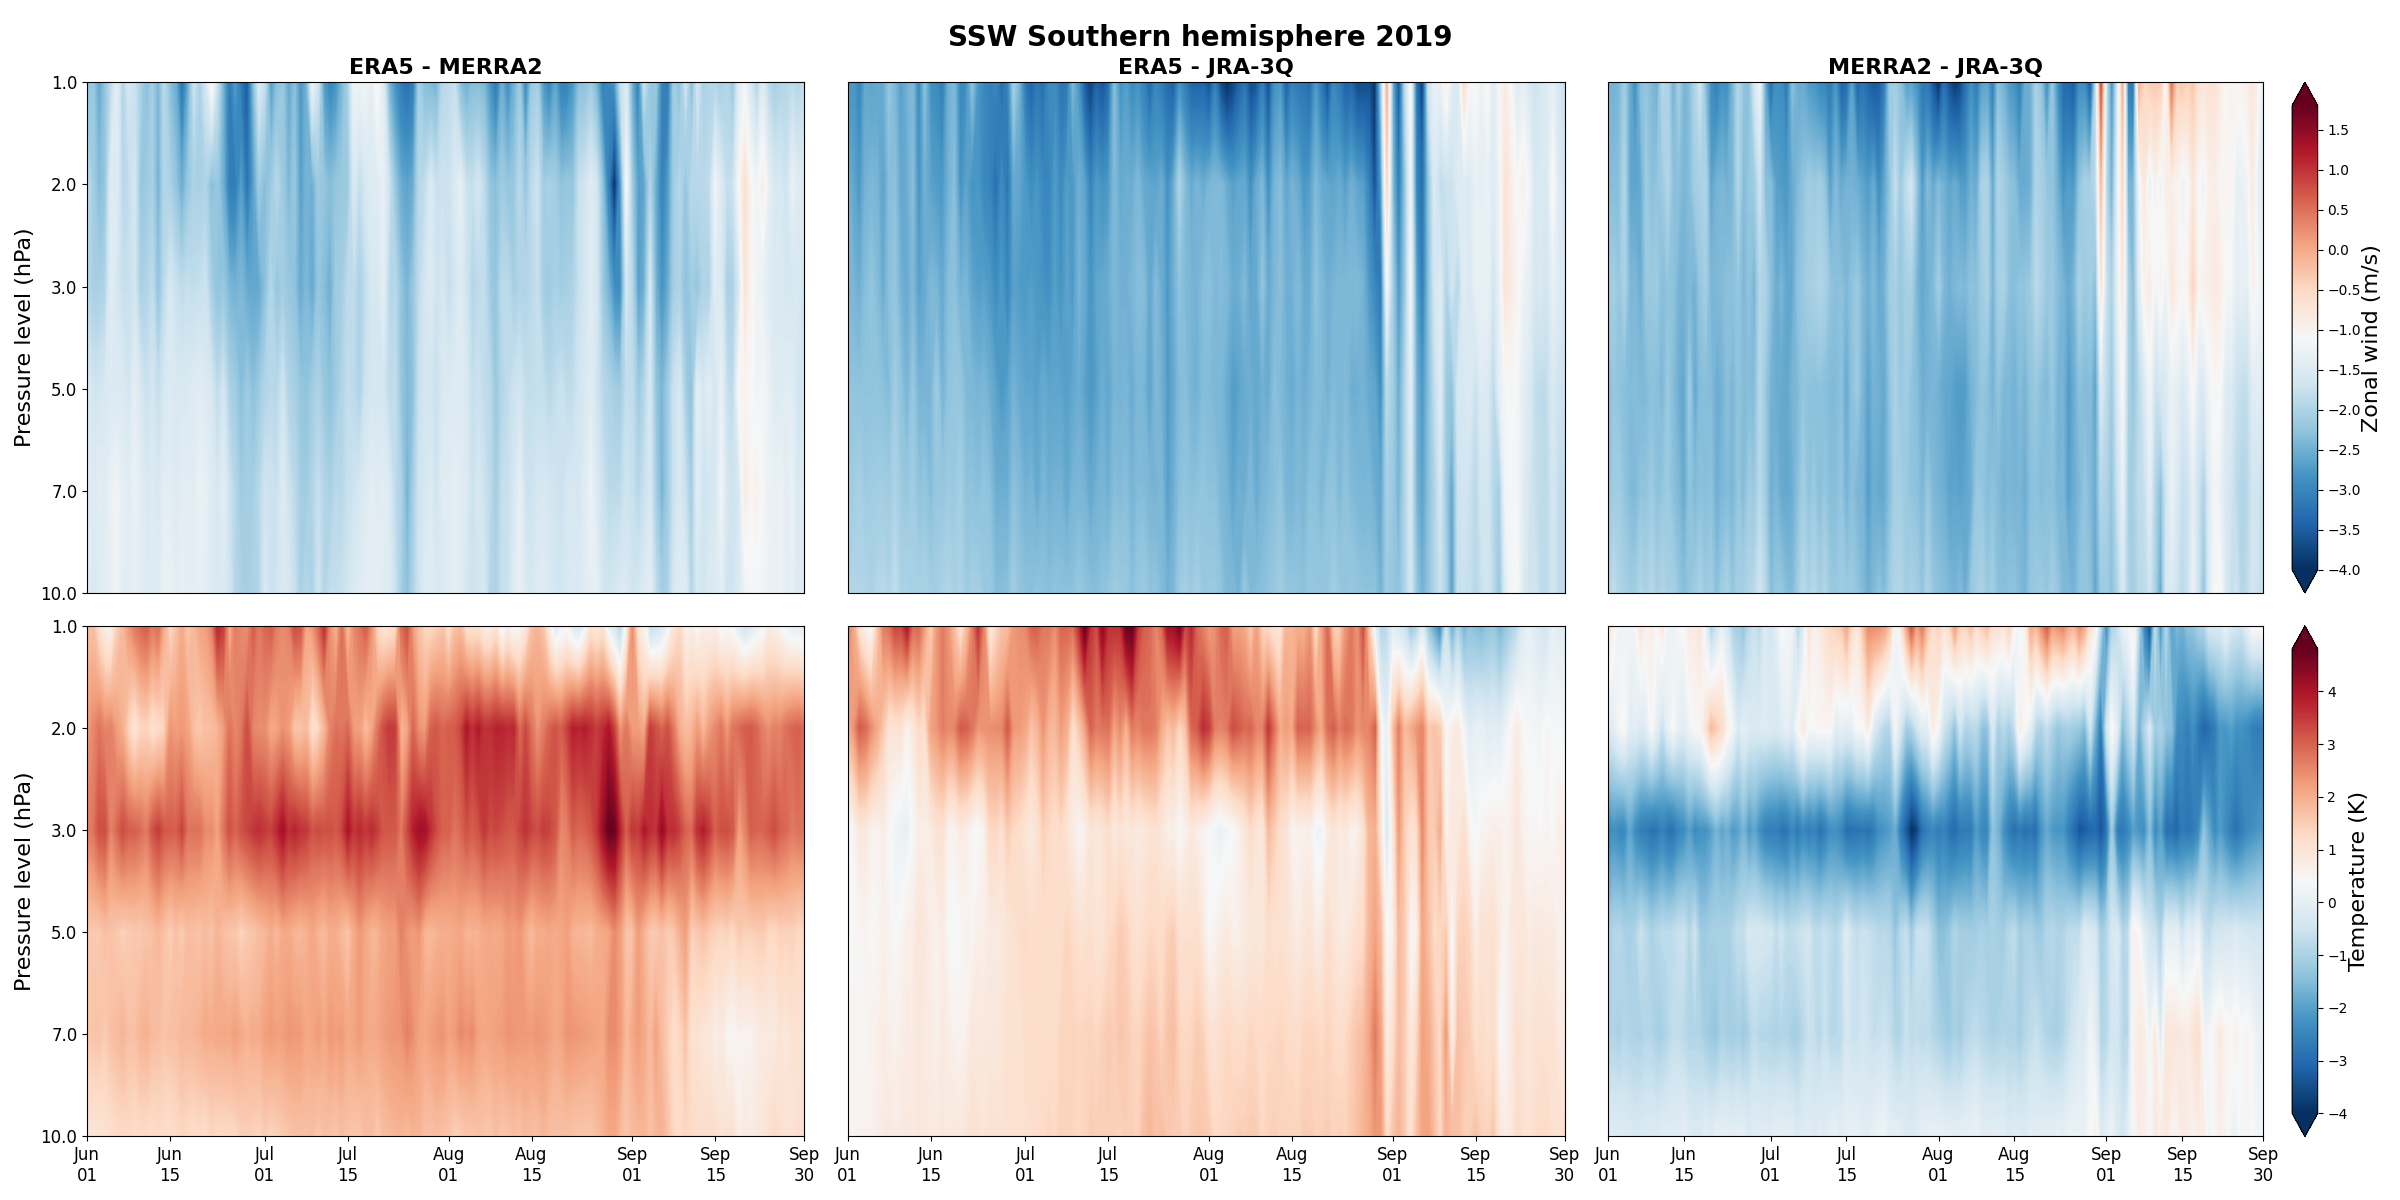 SSW Southern hemisphere 2019
ERA5 - MERRA2
ERA5 - JRA-3Q
MERRA2 - JRA-3Q
Pressure level (hPa)
1.0
2.0
3.0
5.0
7.0
10.0
1.5
1.0
0.5
0.0
−0.5
−1.0
−1.5
−2.0
−2.5
−3.0
−3.5
−4.0
Zonal wind (m/s)
Pressure level (hPa)
1.0
2.0
3.0
5.0
7.0
10.0
4
3
2
1
0
−1
−2
−3
−4
Temperature (K)
Jun Jun Jul Jul Aug Aug Sep Sep Sep
01 15 01 15 01 15 01 15 30
Jun Jun Jul Jul Aug Aug Sep Sep Sep
01 15 01 15 01 15 01 15 30
Jun Jun Jul Jul Aug Aug Sep Sep Sep
01 15 01 15 01 15 01 15 30